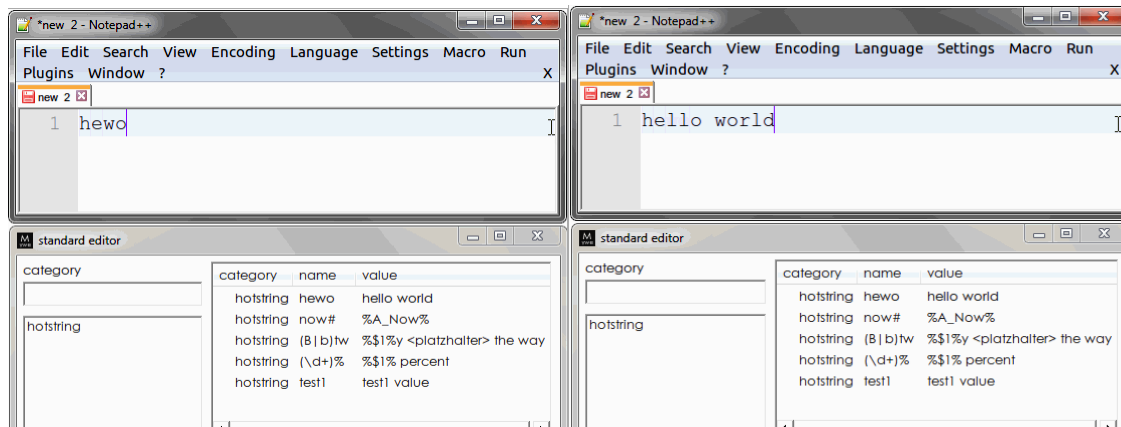 *new 2 - Notepad++
File Edit Search View Encoding Language Settings Macro Run
Plugins Window ? X
new 2
1 hewo
standard editor
category
hotstring
category name value
hotstring hewo hello world
hotstring now# %A_Now%
hotstring (B|b)tw %$1%y <platzhalter> the way
hotstring (\d+)% %$1% percent
hotstring test1 test1 value
*new 2 - Notepad++
File Edit Search View Encoding Language Settings Macro Run
Plugins Window ? X
new 2
1 hello world
standard editor
category
hotstring
category name value
hotstring hewo hello world
hotstring now# %A_Now%
hotstring (B|b)tw %$1%y <platzhalter> the way
hotstring (\d+)% %$1% percent
hotstring test1 test1 value